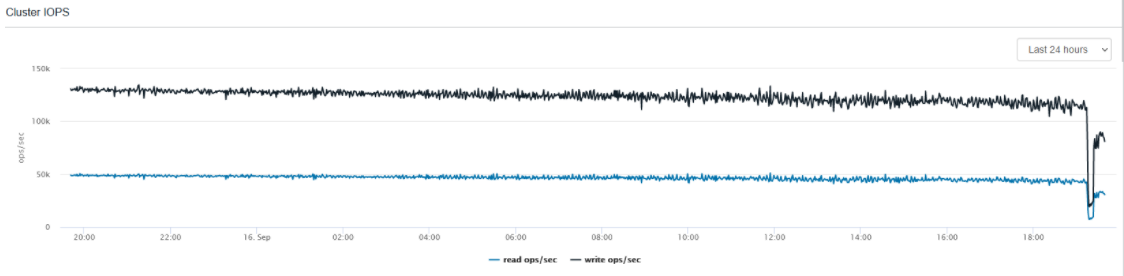 Cluster IOPS
Last 24 hours
150k
100k
50k
0
ops/sec
20:00 22:00 16. Sep 02:00 04:00 06:00 08:00 10:00 12:00 14:00 16:00 18:00
read ops/sec write ops/sec